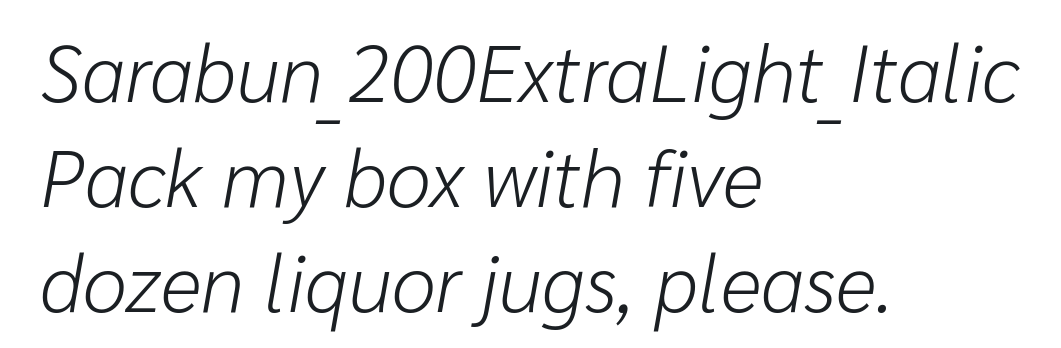 Sarabun_200ExtraLight_Italic
Pack my box with five
dozen liquor jugs, please.